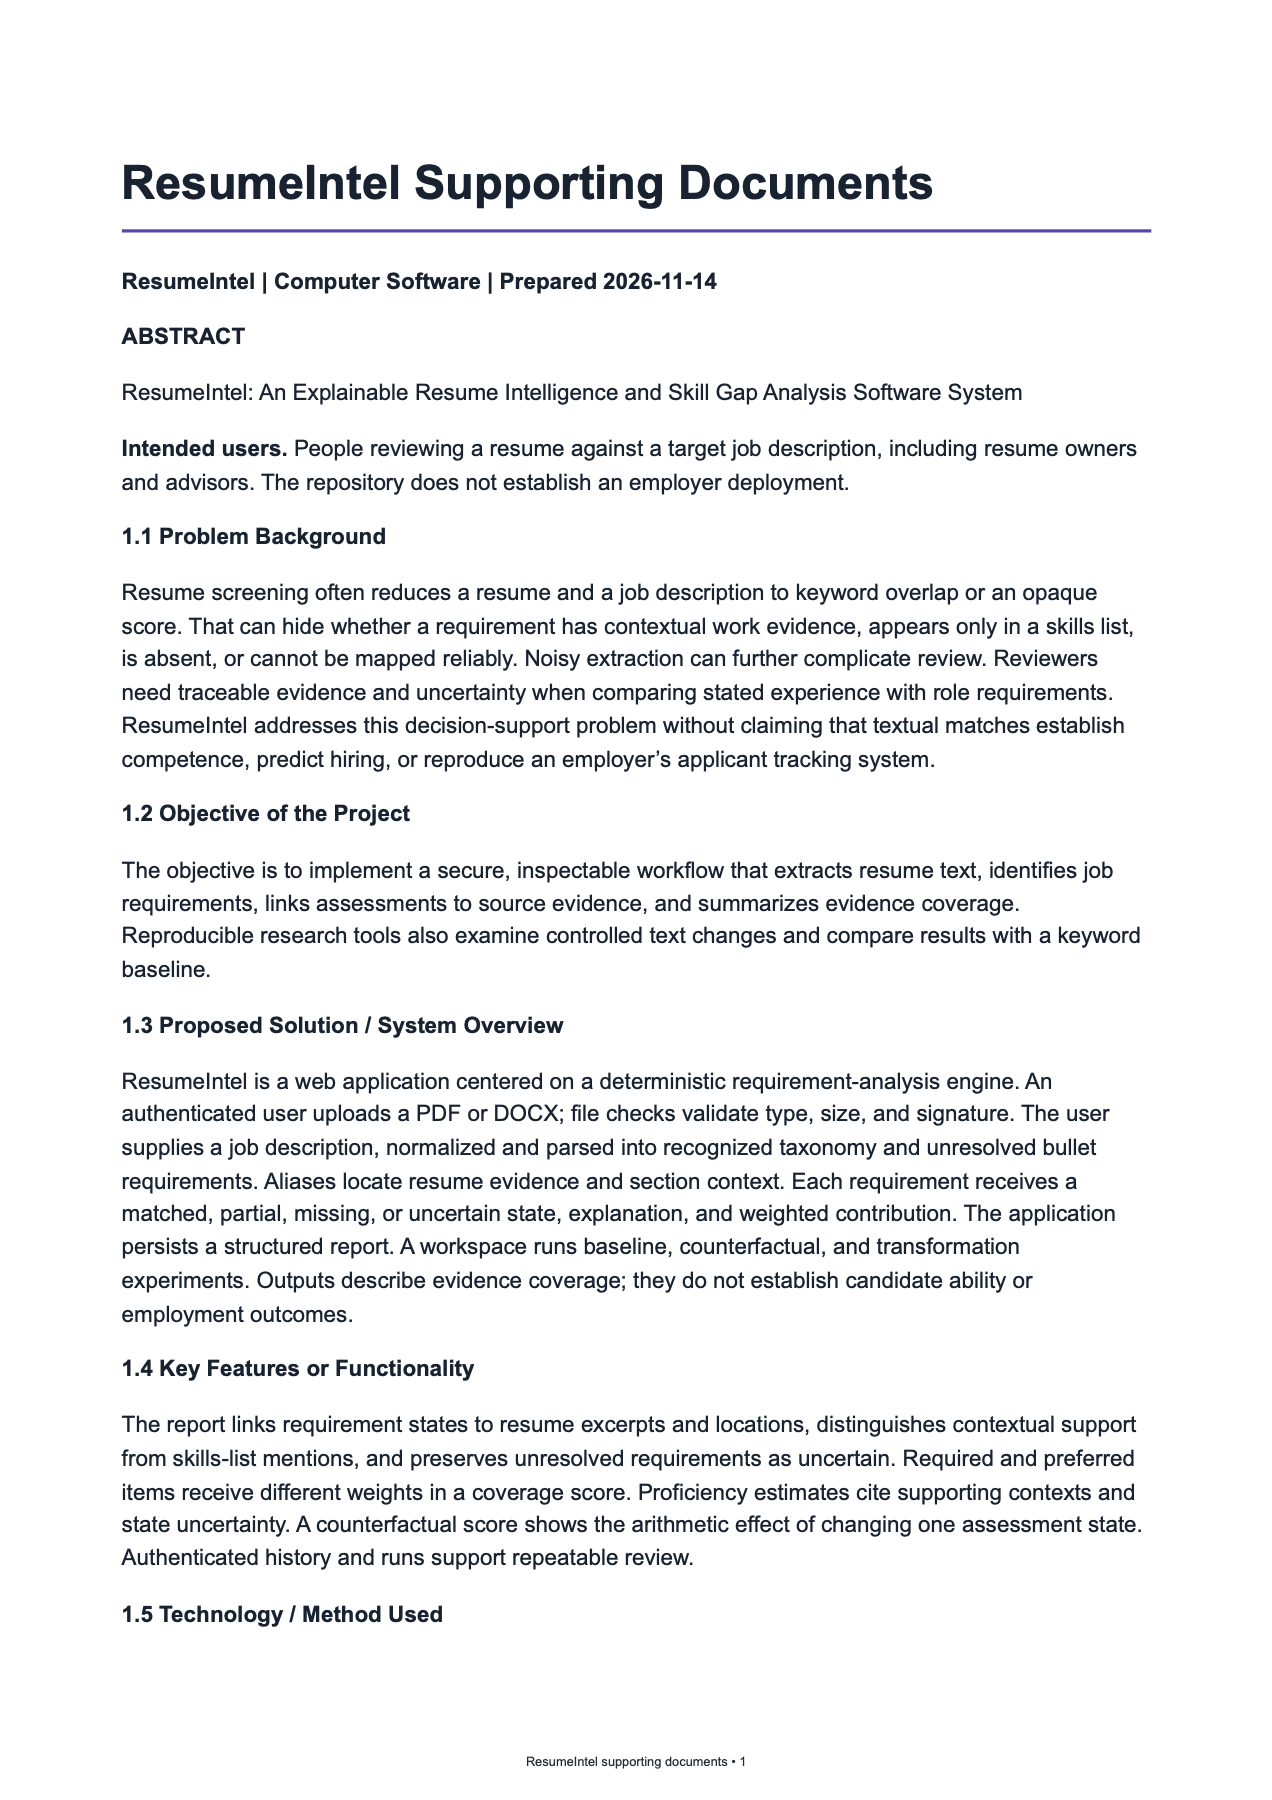 ResumeIntel Supporting Documents
ResumeIntel | Computer Software | Prepared 2026-11-14
ABSTRACT
ResumeIntel: An Explainable Resume Intelligence and Skill Gap Analysis Software System
Intended users. People reviewing a resume against a target job description, including resume owners
and advisors. The repository does not establish an employer deployment.
1.1 Problem Background
Resume screening often reduces a resume and a job description to keyword overlap or an opaque
score. That can hide whether a requirement has contextual work evidence, appears only in a skills list,
is absent, or cannot be mapped reliably. Noisy extraction can further complicate review. Reviewers
need traceable evidence and uncertainty when comparing stated experience with role requirements.
ResumeIntel addresses this decision-support problem without claiming that textual matches establish
competence, predict hiring, or reproduce an employer’s applicant tracking system.
1.2 Objective of the Project
The objective is to implement a secure, inspectable workflow that extracts resume text, identifies job
requirements, links assessments to source evidence, and summarizes evidence coverage.
Reproducible research tools also examine controlled text changes and compare results with a keyword
baseline.
1.3 Proposed Solution / System Overview
ResumeIntel is a web application centered on a deterministic requirement-analysis engine. An
authenticated user uploads a PDF or DOCX; file checks validate type, size, and signature. The user
supplies a job description, normalized and parsed into recognized taxonomy and unresolved bullet
requirements. Aliases locate resume evidence and section context. Each requirement receives a
matched, partial, missing, or uncertain state, explanation, and weighted contribution. The application
persists a structured report. A workspace runs baseline, counterfactual, and transformation
experiments. Outputs describe evidence coverage; they do not establish candidate ability or
employment outcomes.
1.4 Key Features or Functionality
The report links requirement states to resume excerpts and locations, distinguishes contextual support
from skills-list mentions, and preserves unresolved requirements as uncertain. Required and preferred
items receive different weights in a coverage score. Proficiency estimates cite supporting contexts and
state uncertainty. A counterfactual score shows the arithmetic effect of changing one assessment state.
Authenticated history and runs support repeatable review.
1.5 Technology / Method Used
ResumeIntel supporting documents • 1